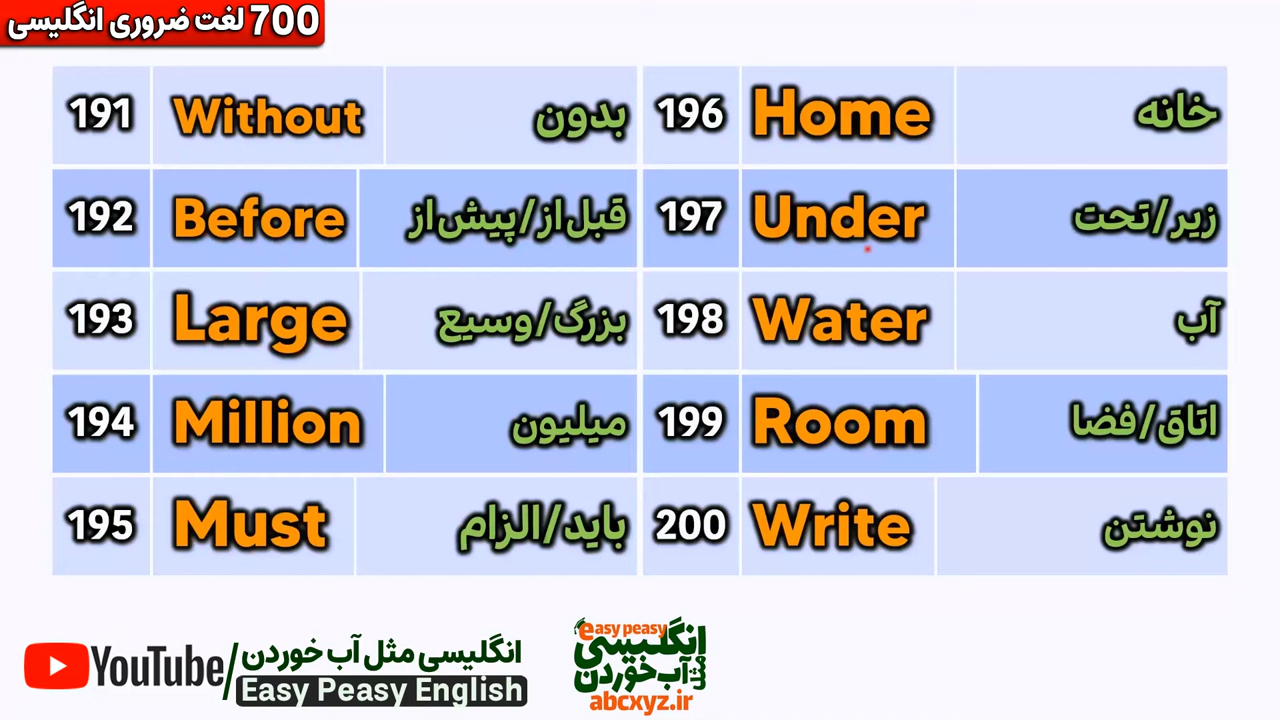 700 لغت ضروری انگلیسی
191 Without بدون 196 Home خانه
192 Before قبل از/پیش از 197 Under زیر/تحت
193 Large بزرگ/وسیع 198 Water آب
194 Million میلیون 199 Room اتاق/فضا
195 Must باید/الزام 200 Write نوشتن
YouTube/انگلیسی مثل آب خوردن
Easy Peasy English
easy peasy
انگلیسی
مثل آب خوردن
abcxyz.ir